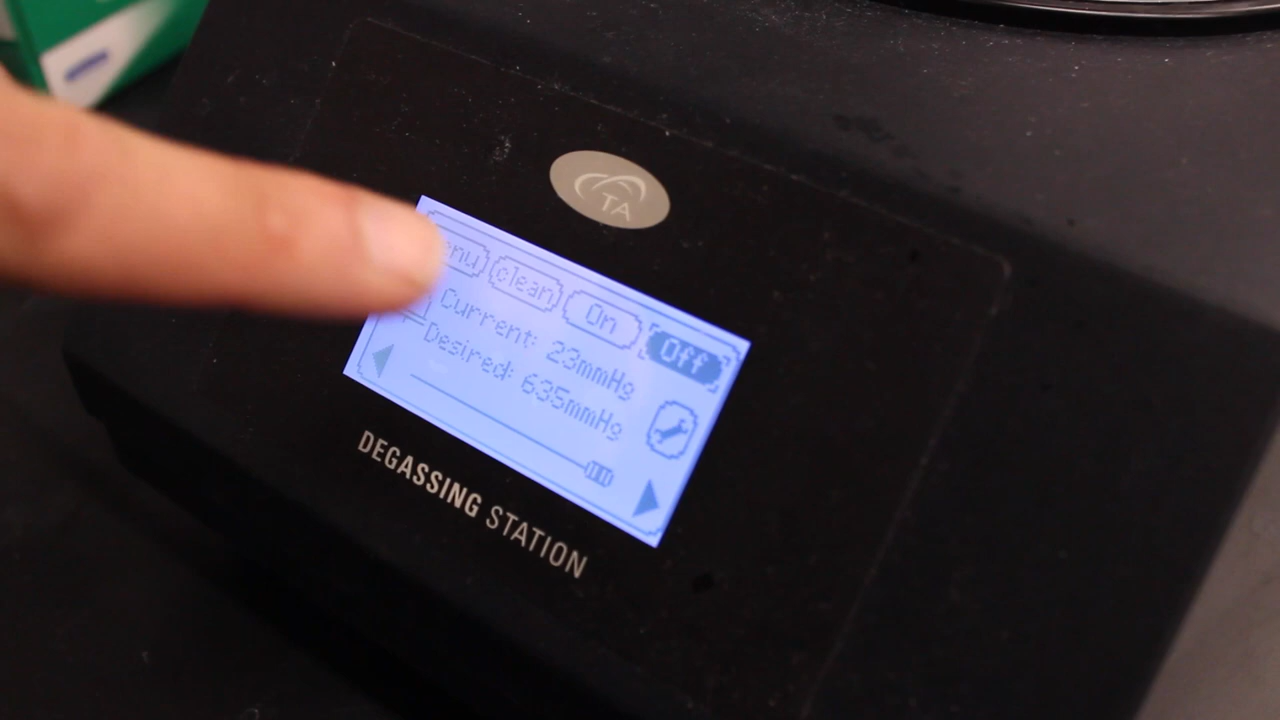 TA
clean On Off
Current: 23mmHg
Desired: 635mmHg
DEGASSING STATION